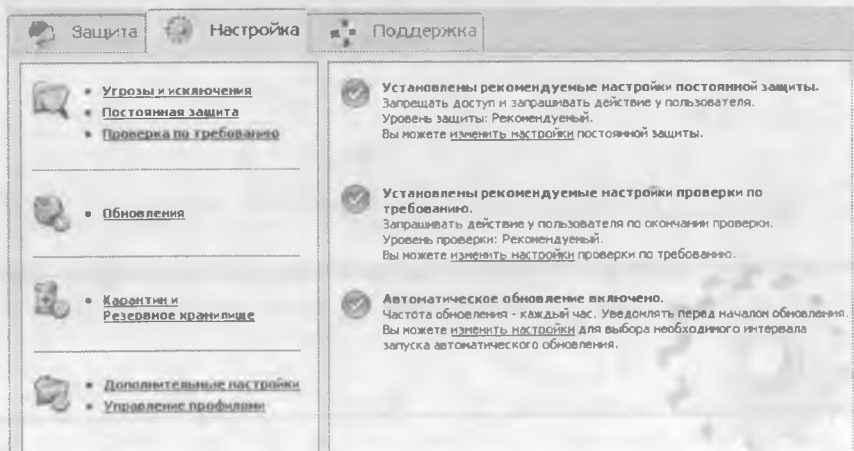 Защита
Настройка
Поддержка
Угрозы и исключения
Постоянная защита
Проверка по требованию
Обновления
Карантин и
Резервное хранилище
Дополнительные настройки
Управление профилями
Установлены рекомендуемые настройки постоянной защиты.
Запрещать доступ и запрашивать действие у пользователя.
Уровень защиты: Рекомендуемый.
Вы можете изменить настройки постоянной защиты.
Установлены рекомендуемые настройки проверки по
требованию.
Запрашивать действие у пользователя по окончании проверки.
Уровень проверки: Рекомендуемый.
Вы можете изменить настройки проверки по требованию.
Автоматическое обновление включено.
Частота обновления - каждый час. Уведомлять перед началом обновления.
Вы можете изменить настройки для выбора необходимого интервала
запуска автоматического обновления.